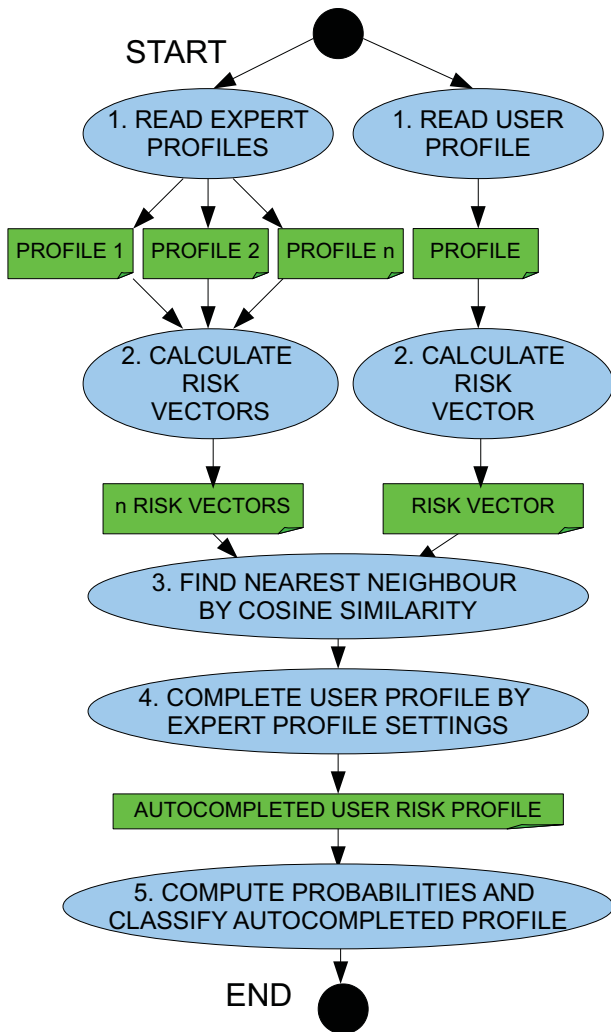 START
1. READ EXPERT
PROFILES
1. READ USER
PROFILE
PROFILE 1
PROFILE 2
PROFILE n
PROFILE
2. CALCULATE
RISK
VECTORS
2. CALCULATE
RISK
VECTOR
n RISK VECTORS
RISK VECTOR
3. FIND NEAREST NEIGHBOUR
BY COSINE SIMILARITY
4. COMPLETE USER PROFILE BY
EXPERT PROFILE SETTINGS
AUTOCOMPLETED USER RISK PROFILE
5. COMPUTE PROBABILITIES AND
CLASSIFY AUTOCOMPLETED PROFILE
END